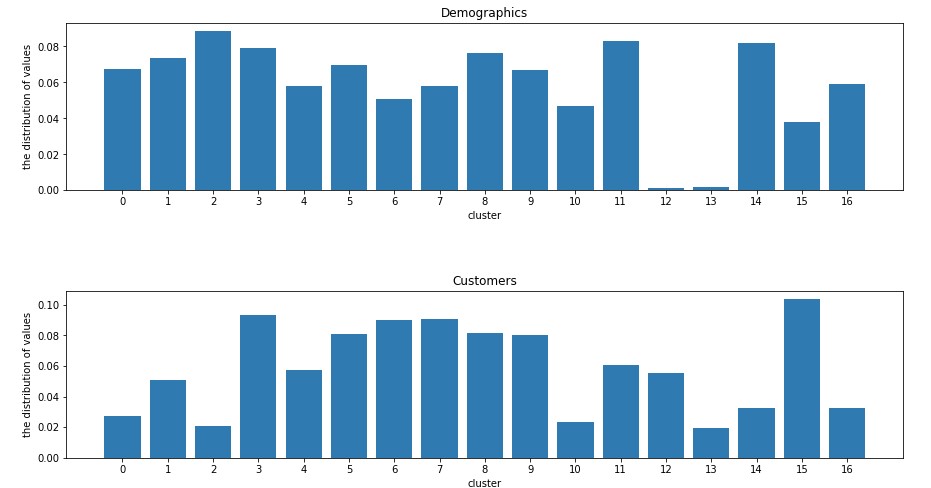 Demographics
the distribution of values
0.08
0.06
0.04
0.02
0.00
0 1 2 3 4 5 6 7 8 9 10 11 12 13 14 15 16
cluster
Customers
the distribution of values
0.10
0.08
0.06
0.04
0.02
0.00
0 1 2 3 4 5 6 7 8 9 10 11 12 13 14 15 16
cluster